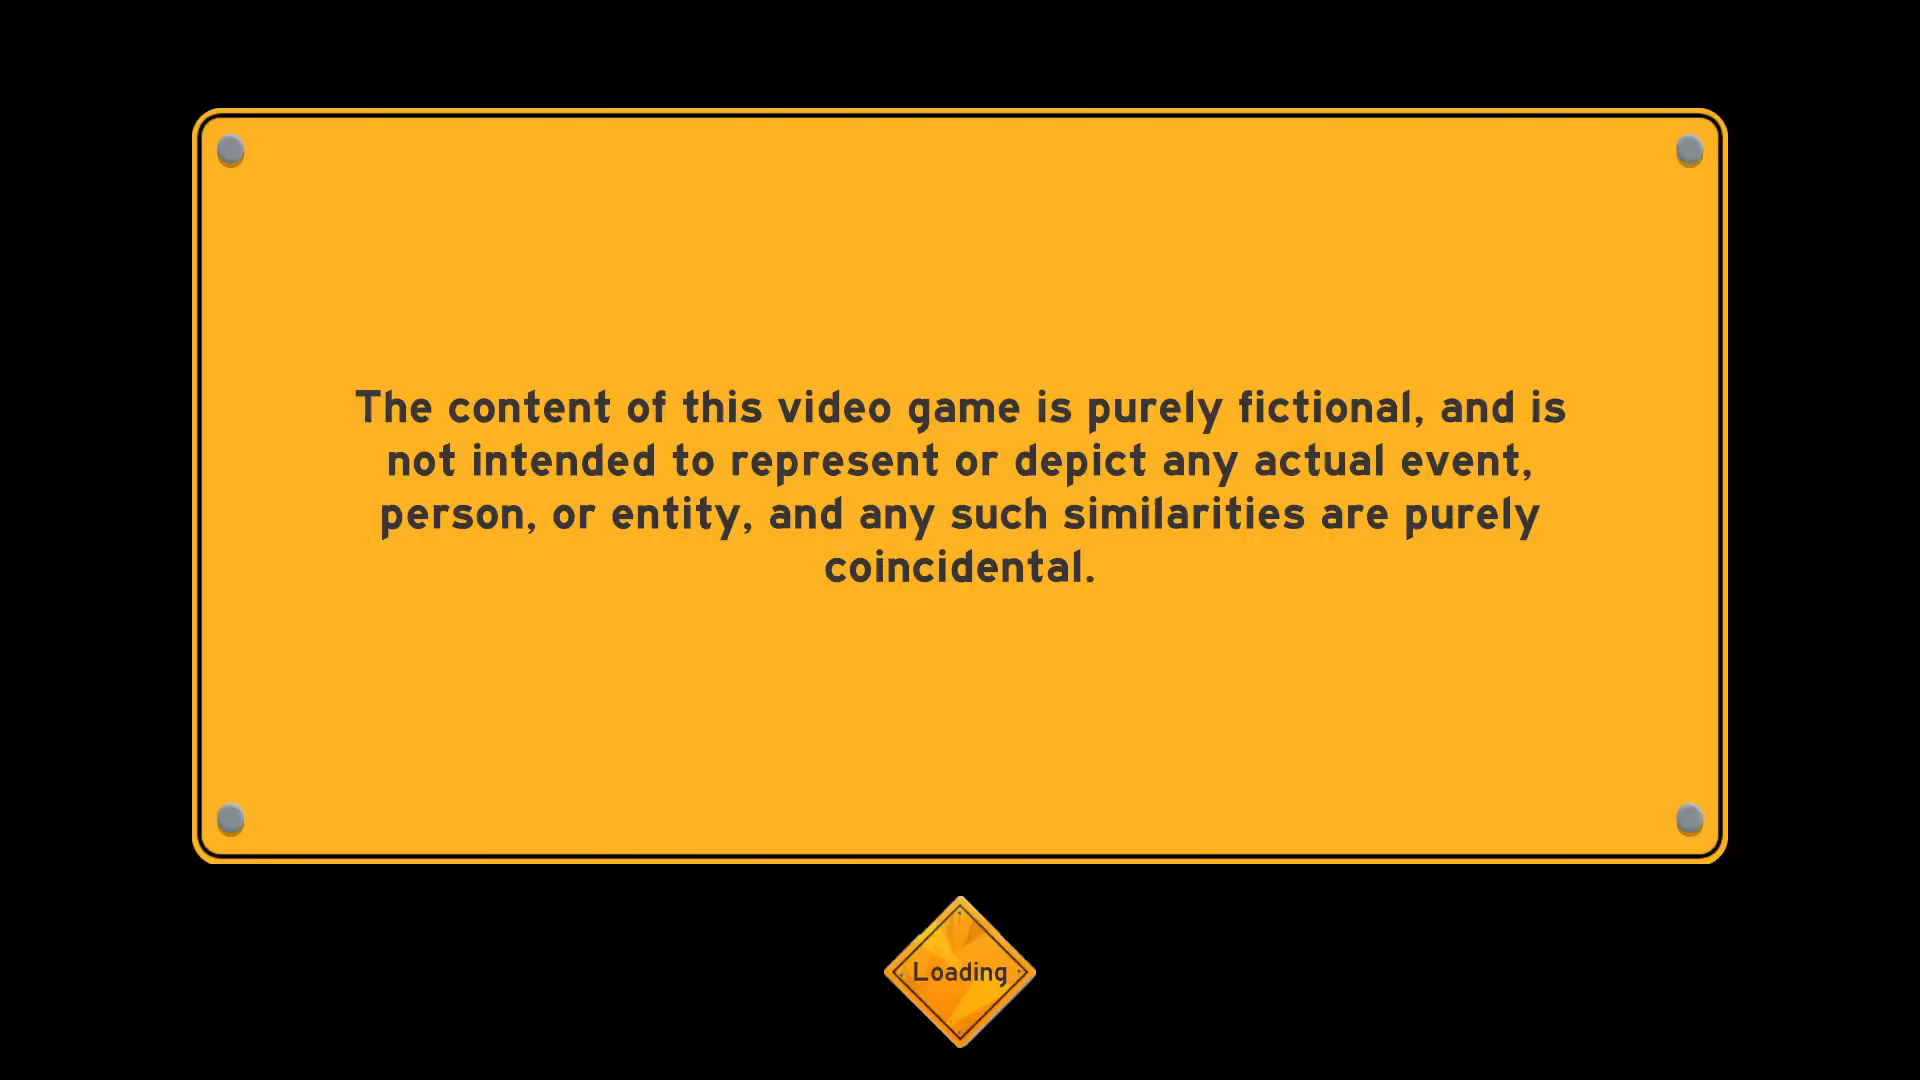 The content of this video game is purely fictional, and is
not intended to represent or depict any actual event,
person, or entity, and any such similarities are purely
coincidental.
Loading